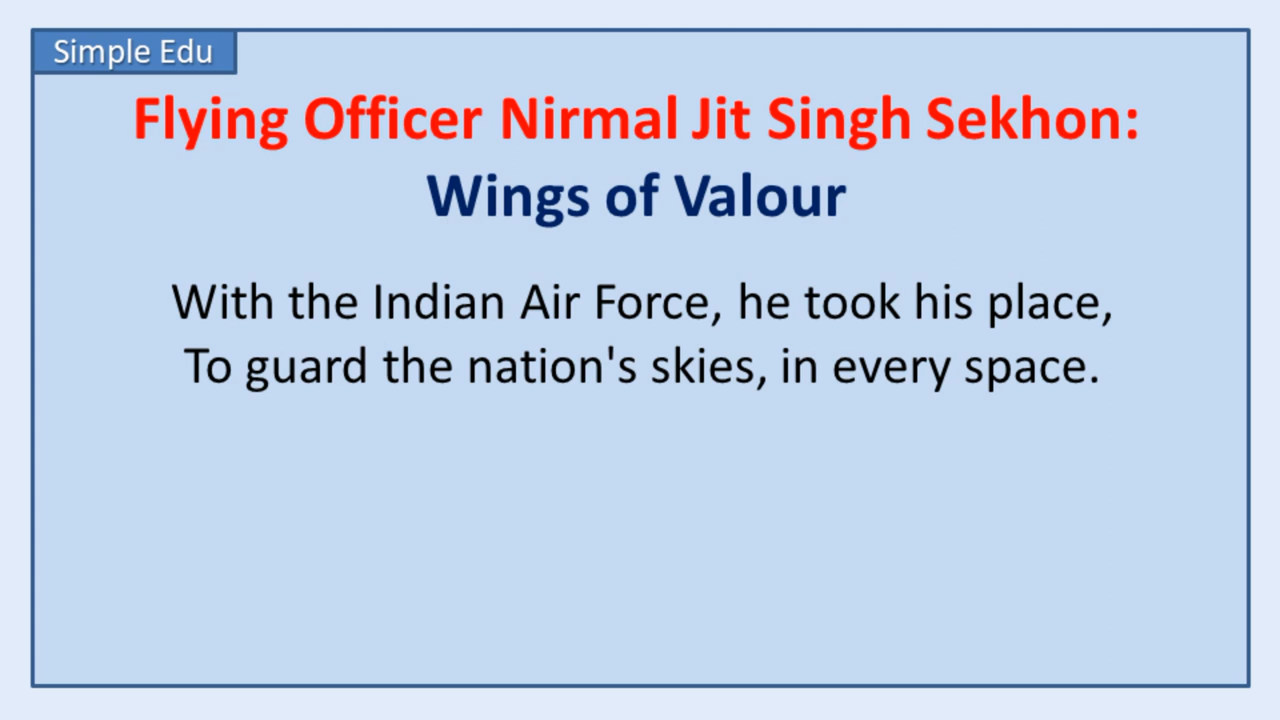 Simple Edu
Flying Officer Nirmal Jit Singh Sekhon:
Wings of Valour
With the Indian Air Force, he took his place,
To guard the nation's skies, in every space.